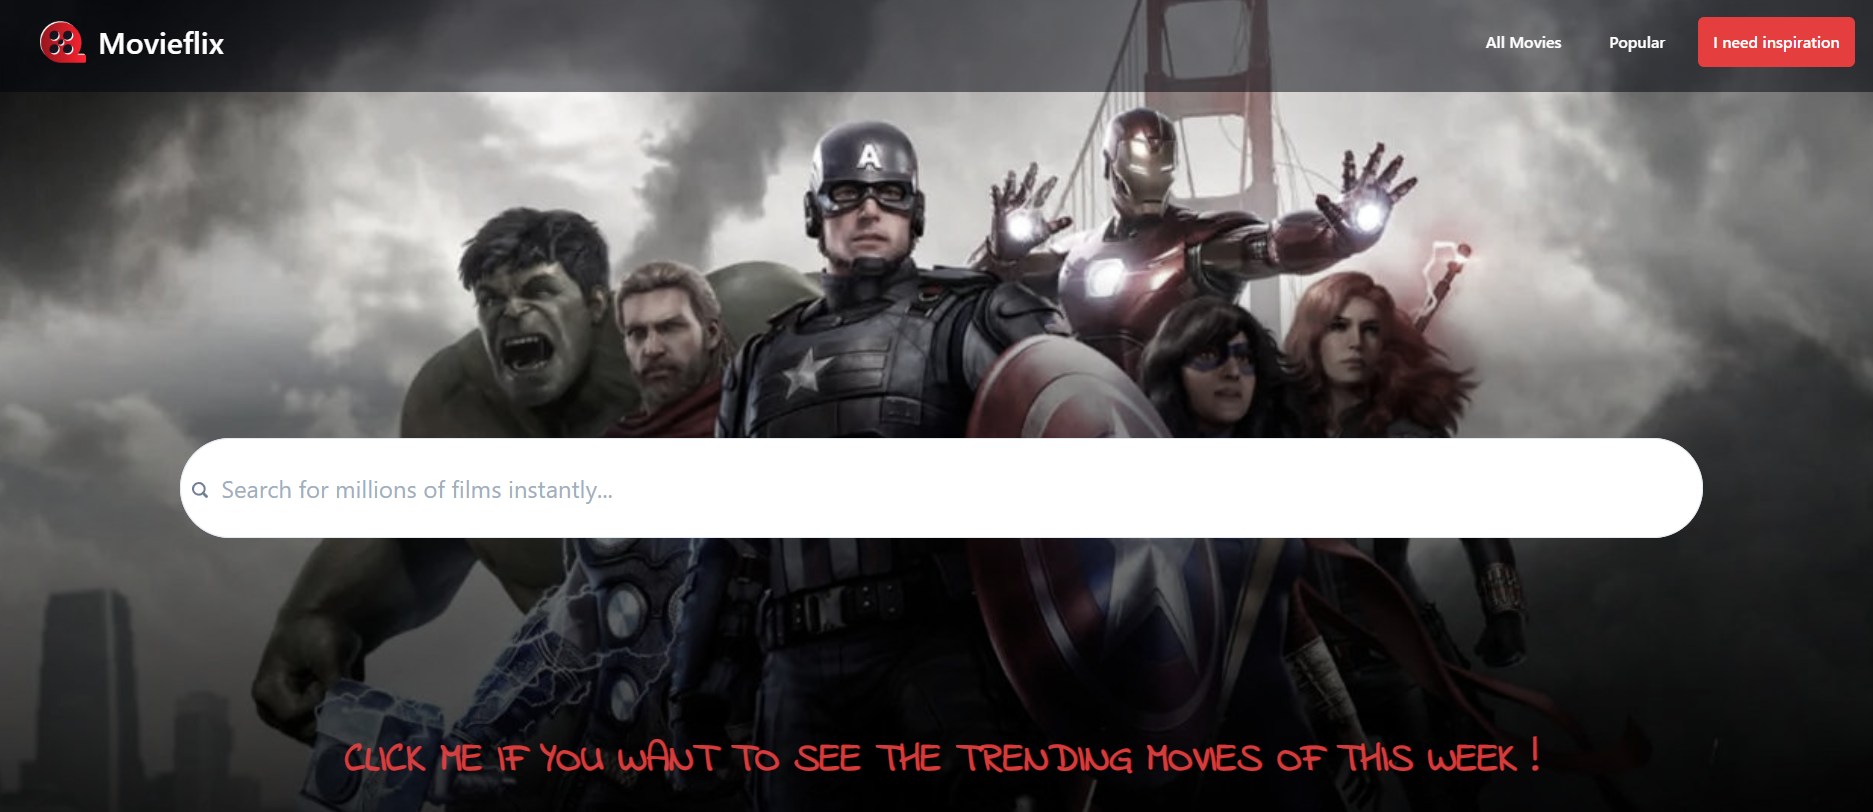 Movieflix
All Movies
Popular
I need inspiration
A
Search for millions of films instantly...
CLICK ME IF YOU WANT TO SEE THE TRENDING MOVIES OF THIS WEEK !